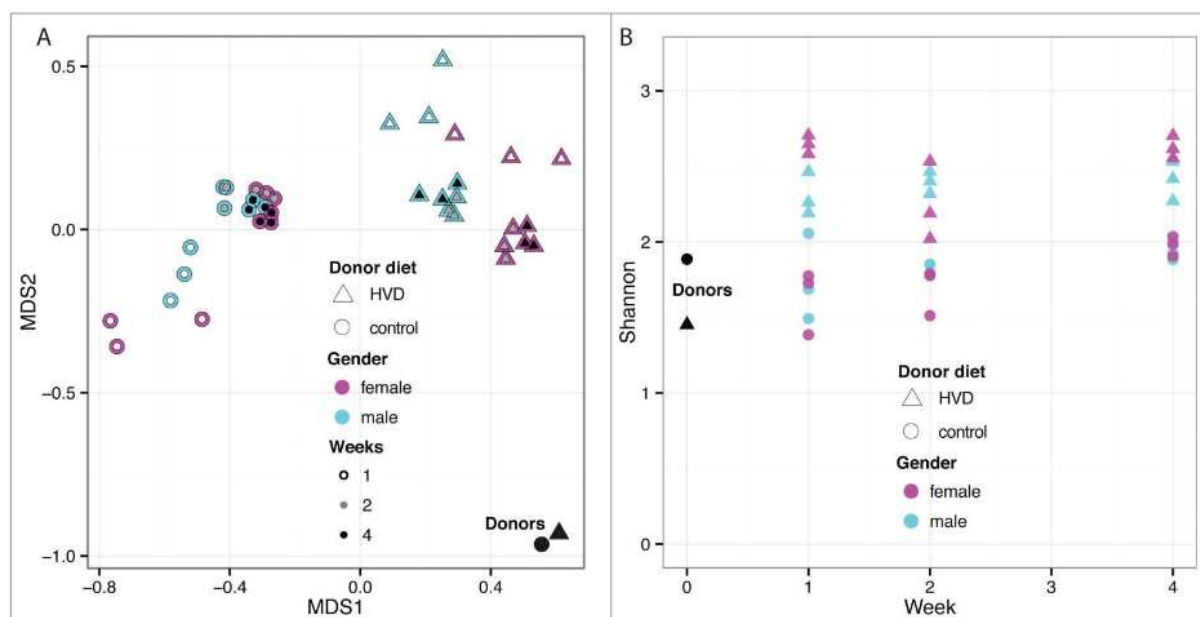 A
0.5
0.0
−0.5
−1.0
MDS2
−0.8
−0.4
0.0
0.4
MDS1
Donor diet
HVD
control
Gender
female
male
Weeks
1
2
4
Donors
B
3
2
1
0
Shannon
0
1
2
3
4
Week
Donors
Donor diet
HVD
control
Gender
female
male